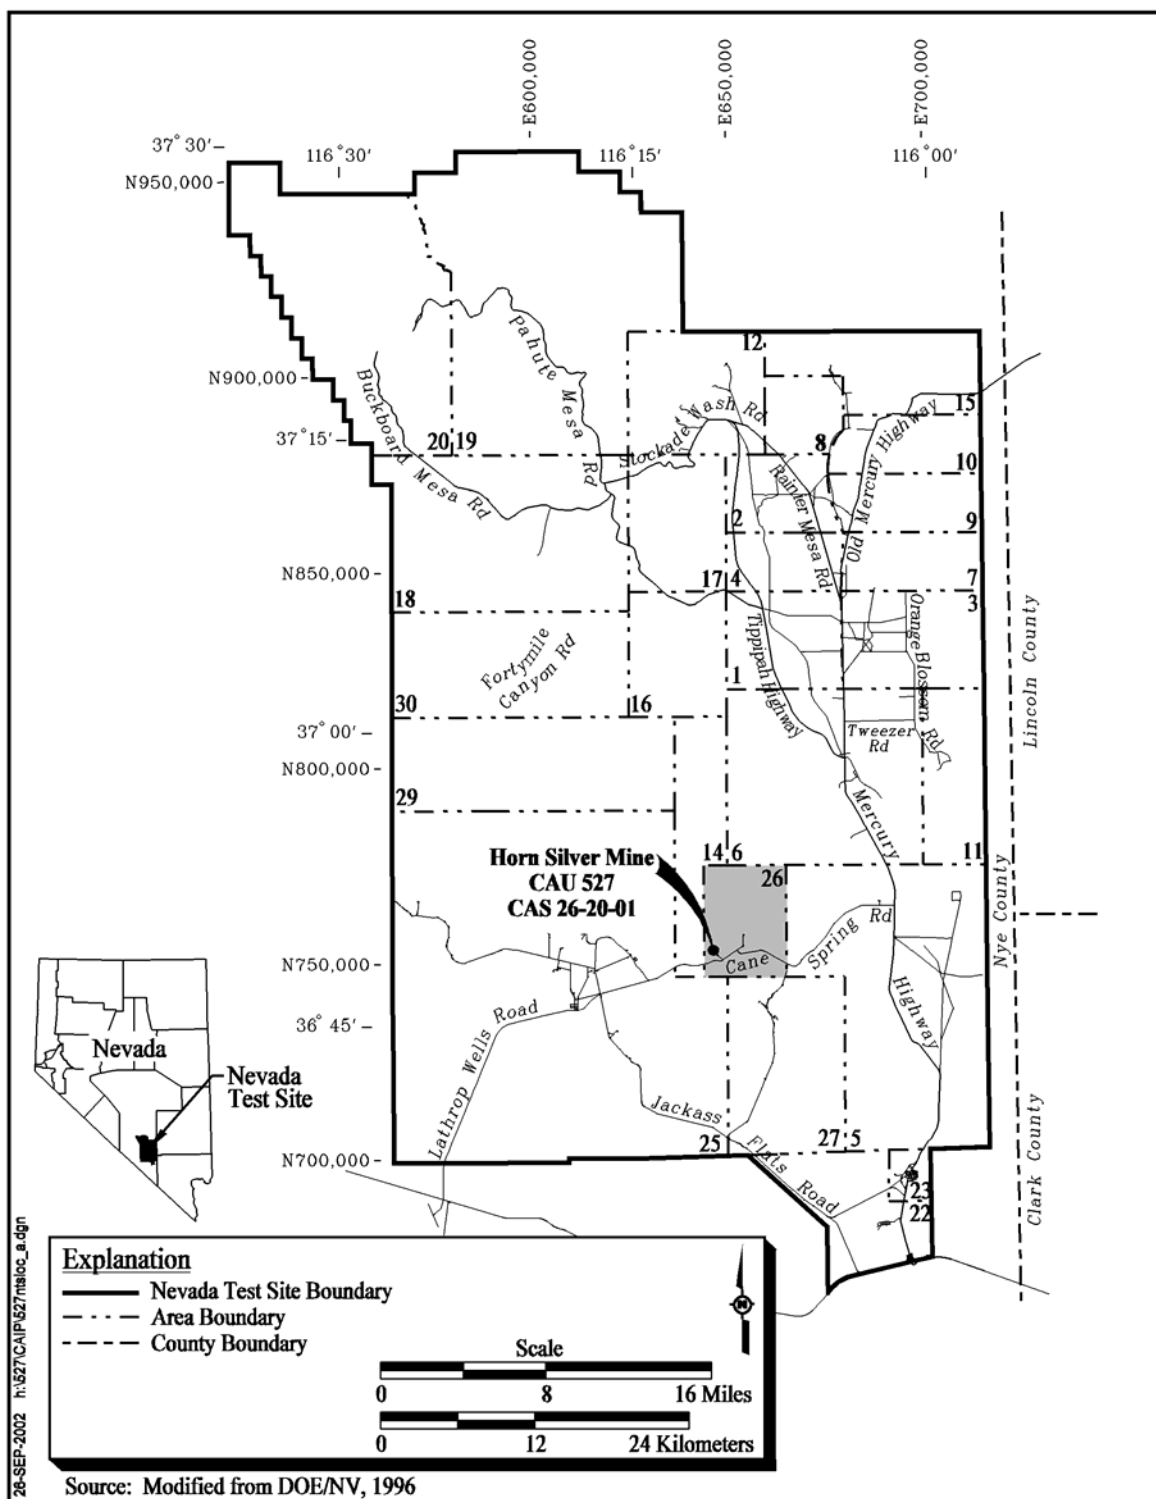 E600,000
E650,000
E700,000
37° 30'
116° 30'
116° 15'
116° 00'
N950,000
Pahute Mesa Rd
12
N900,000
Buckboard Mesa Rd
Stockade Wash Rd
15
37° 15'
20
19
8
Old Mercury Highway
10
Rainier Mesa Rd
2
9
N850,000
17
4
7
18
3
Orange Blossom Rd
Tippipah Highway
Fortymile
Canyon Rd
Lincoln County
1
30
16
37° 00'
Tweezer
Rd
N800,000
29
Mercury
Highway
Horn Silver Mine
CAU 527
CAS 26-20-01
14
6
11
26
Nye County
Cane Spring Rd
N750,000
36° 45'
Lathrop Wells Road
Nevada
Nevada
Test Site
Jackass Flats Road
Clark County
25
27
5
N700,000
23
22
Explanation
Nevada Test Site Boundary
Area Boundary
County Boundary
Scale
0
8
16 Miles
0
12
24 Kilometers
N
Source: Modified from DOE/NV, 1996
26-SEP-2002 h:\527\CAIP\527ntsloc_a.dgn